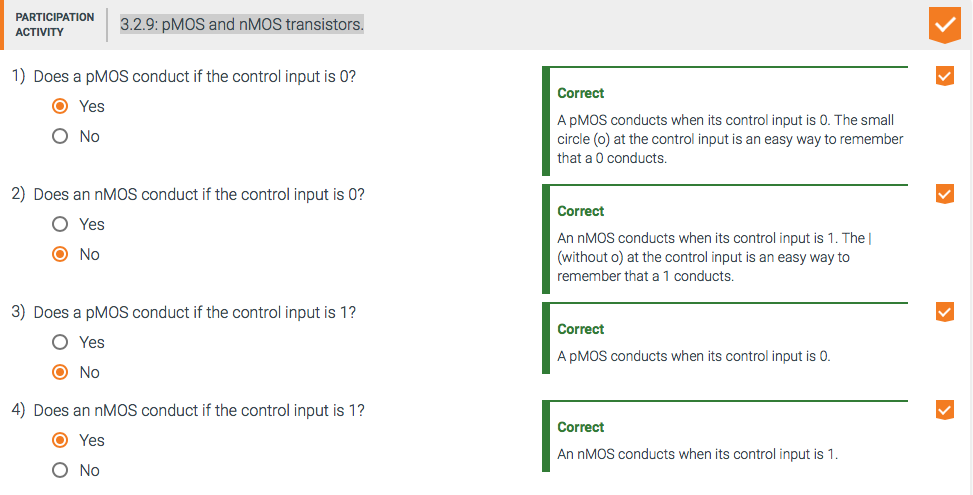 PARTICIPATION
ACTIVITY
3.2.9: pMOS and nMOS transistors.
1) Does a pMOS conduct if the control input is 0?
Yes
No
Correct
A pMOS conducts when its control input is 0. The small
circle (o) at the control input is an easy way to remember
that a 0 conducts.
2) Does an nMOS conduct if the control input is 0?
Yes
No
Correct
An nMOS conducts when its control input is 1. The |
(without o) at the control input is an easy way to
remember that a 1 conducts.
3) Does a pMOS conduct if the control input is 1?
Yes
No
Correct
A pMOS conducts when its control input is 0.
4) Does an nMOS conduct if the control input is 1?
Yes
No
Correct
An nMOS conducts when its control input is 1.